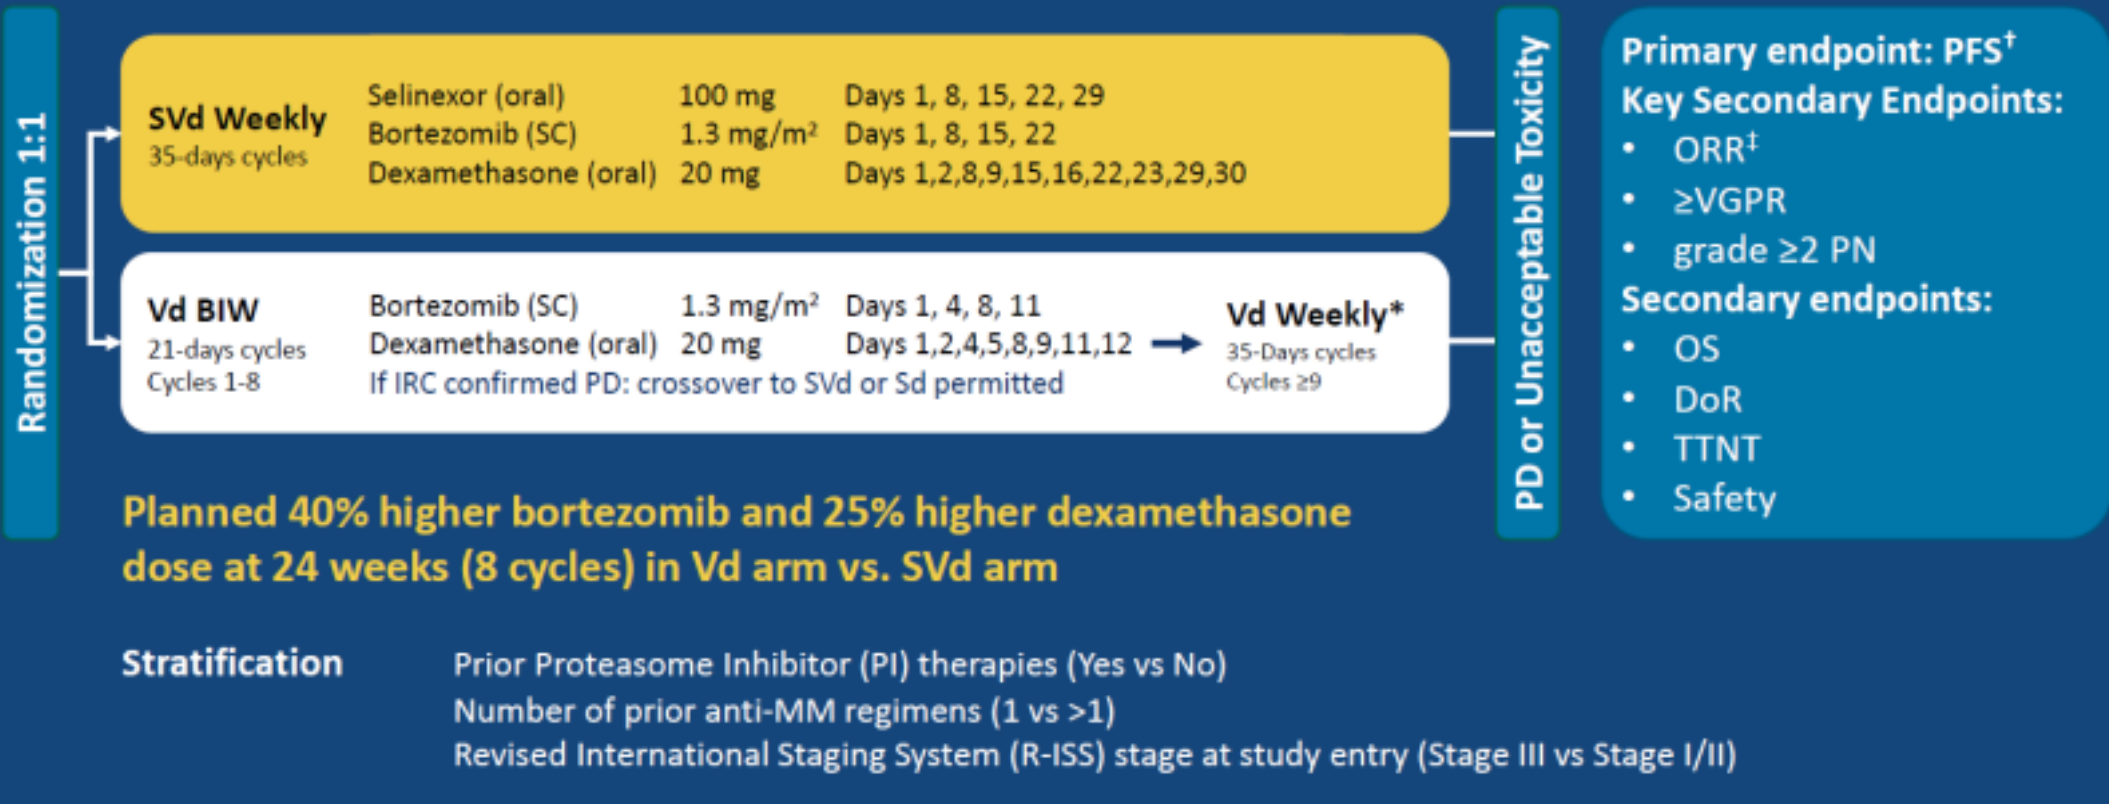 Randomization 1:1
SVd Weekly
35-days cycles
Selinexor (oral) 100 mg Days 1, 8, 15, 22, 29
Bortezomib (SC) 1.3 mg/m² Days 1, 8, 15, 22
Dexamethasone (oral) 20 mg Days 1,2,8,9,15,16,22,23,29,30
Vd BIW
21-days cycles
Cycles 1-8
Bortezomib (SC) 1.3 mg/m² Days 1, 4, 8, 11
Dexamethasone (oral) 20 mg Days 1,2,4,5,8,9,11,12
If IRC confirmed PD: crossover to SVd or Sd permitted
Vd Weekly*
35-Days cycles
Cycles ≥9
PD or Unacceptable Toxicity
Primary endpoint: PFS†
Key Secondary Endpoints:
• ORR‡
• ≥VGPR
• grade ≥2 PN
Secondary endpoints:
• OS
• DoR
• TTNT
• Safety
Planned 40% higher bortezomib and 25% higher dexamethasone
dose at 24 weeks (8 cycles) in Vd arm vs. SVd arm
Stratification
Prior Proteasome Inhibitor (PI) therapies (Yes vs No)
Number of prior anti-MM regimens (1 vs >1)
Revised International Staging System (R-ISS) stage at study entry (Stage III vs Stage I/II)